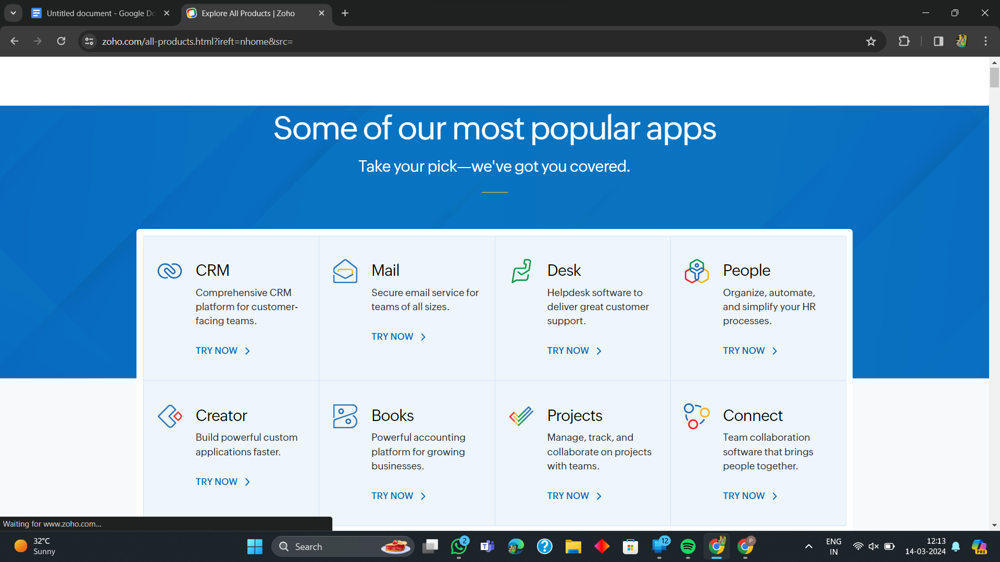 Untitled document - Google Do
Explore All Products | Zoho
zoho.com/all-products.html?ireft=nhome&src=
Some of our most popular apps
Take your pick—we've got you covered.
CRM
Comprehensive CRM
platform for customer-
facing teams.
TRY NOW
Mail
Secure email service for
teams of all sizes.
TRY NOW
Desk
Helpdesk software to
deliver great customer
support.
TRY NOW
People
Organize, automate,
and simplify your HR
processes.
TRY NOW
Creator
Build powerful custom
applications faster.
TRY NOW
Books
Powerful accounting
platform for growing
businesses.
TRY NOW
Projects
Manage, track, and
collaborate on projects
with teams.
TRY NOW
Connect
Team collaboration
software that brings
people together.
TRY NOW
Waiting for www.zoho.com...
32°C
Sunny
Search
2
12
P
ENG
IN
12:13
14-03-2024
PRE